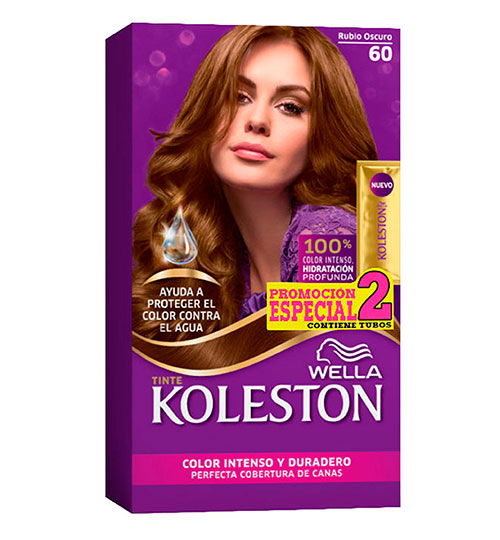 Rubio Oscuro
60
NUEVO
KOLESTON
100%
COLOR INTENSO,
HIDRATACIÓN
PROFUNDA
AYUDA A
PROTEGER EL
COLOR CONTRA
EL AGUA
PROMOCIÓN
ESPECIAL 2
CONTIENE TUBOS
WELLA
TINTE
KOLESTON
COLOR INTENSO Y DURADERO
PERFECTA COBERTURA DE CANAS